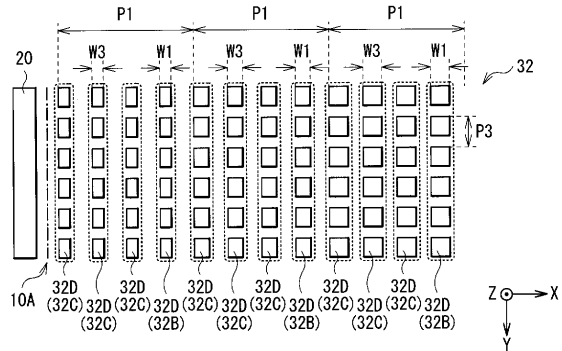 P1 P1 P1
20 W3 W1 W3 W1 W3 W1
32
P3
10A
32D 32D 32D 32D 32D 32D
(32C) (32C) (32C) (32C) (32C) (32C)
32D 32D 32D 32D 32D 32D
(32C) (32B) (32C) (32B) (32C) (32B)
Z X
Y